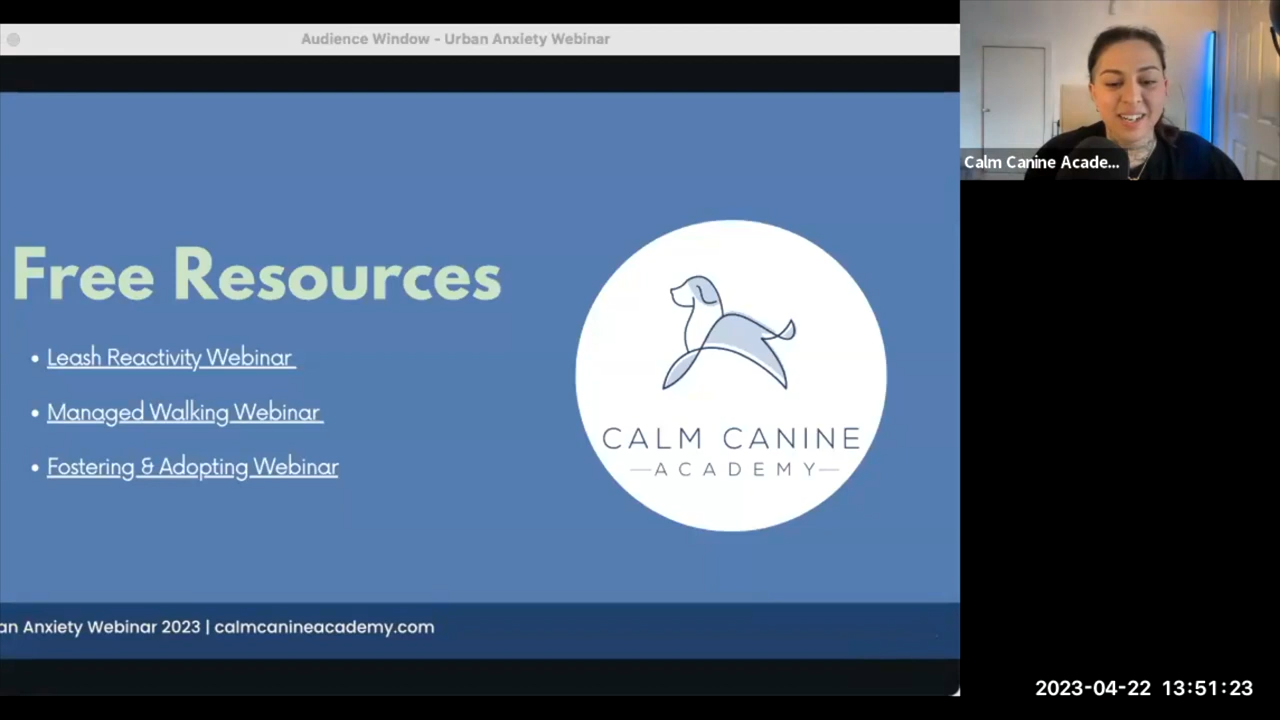 Audience Window - Urban Anxiety Webinar
Calm Canine Acade...
Free Resources
• Leash Reactivity Webinar
• Managed Walking Webinar
• Fostering & Adopting Webinar
CALM CANINE
ACADEMY
an Anxiety Webinar 2023 | calmcanineacademy.com
2023-04-22 13:51:23